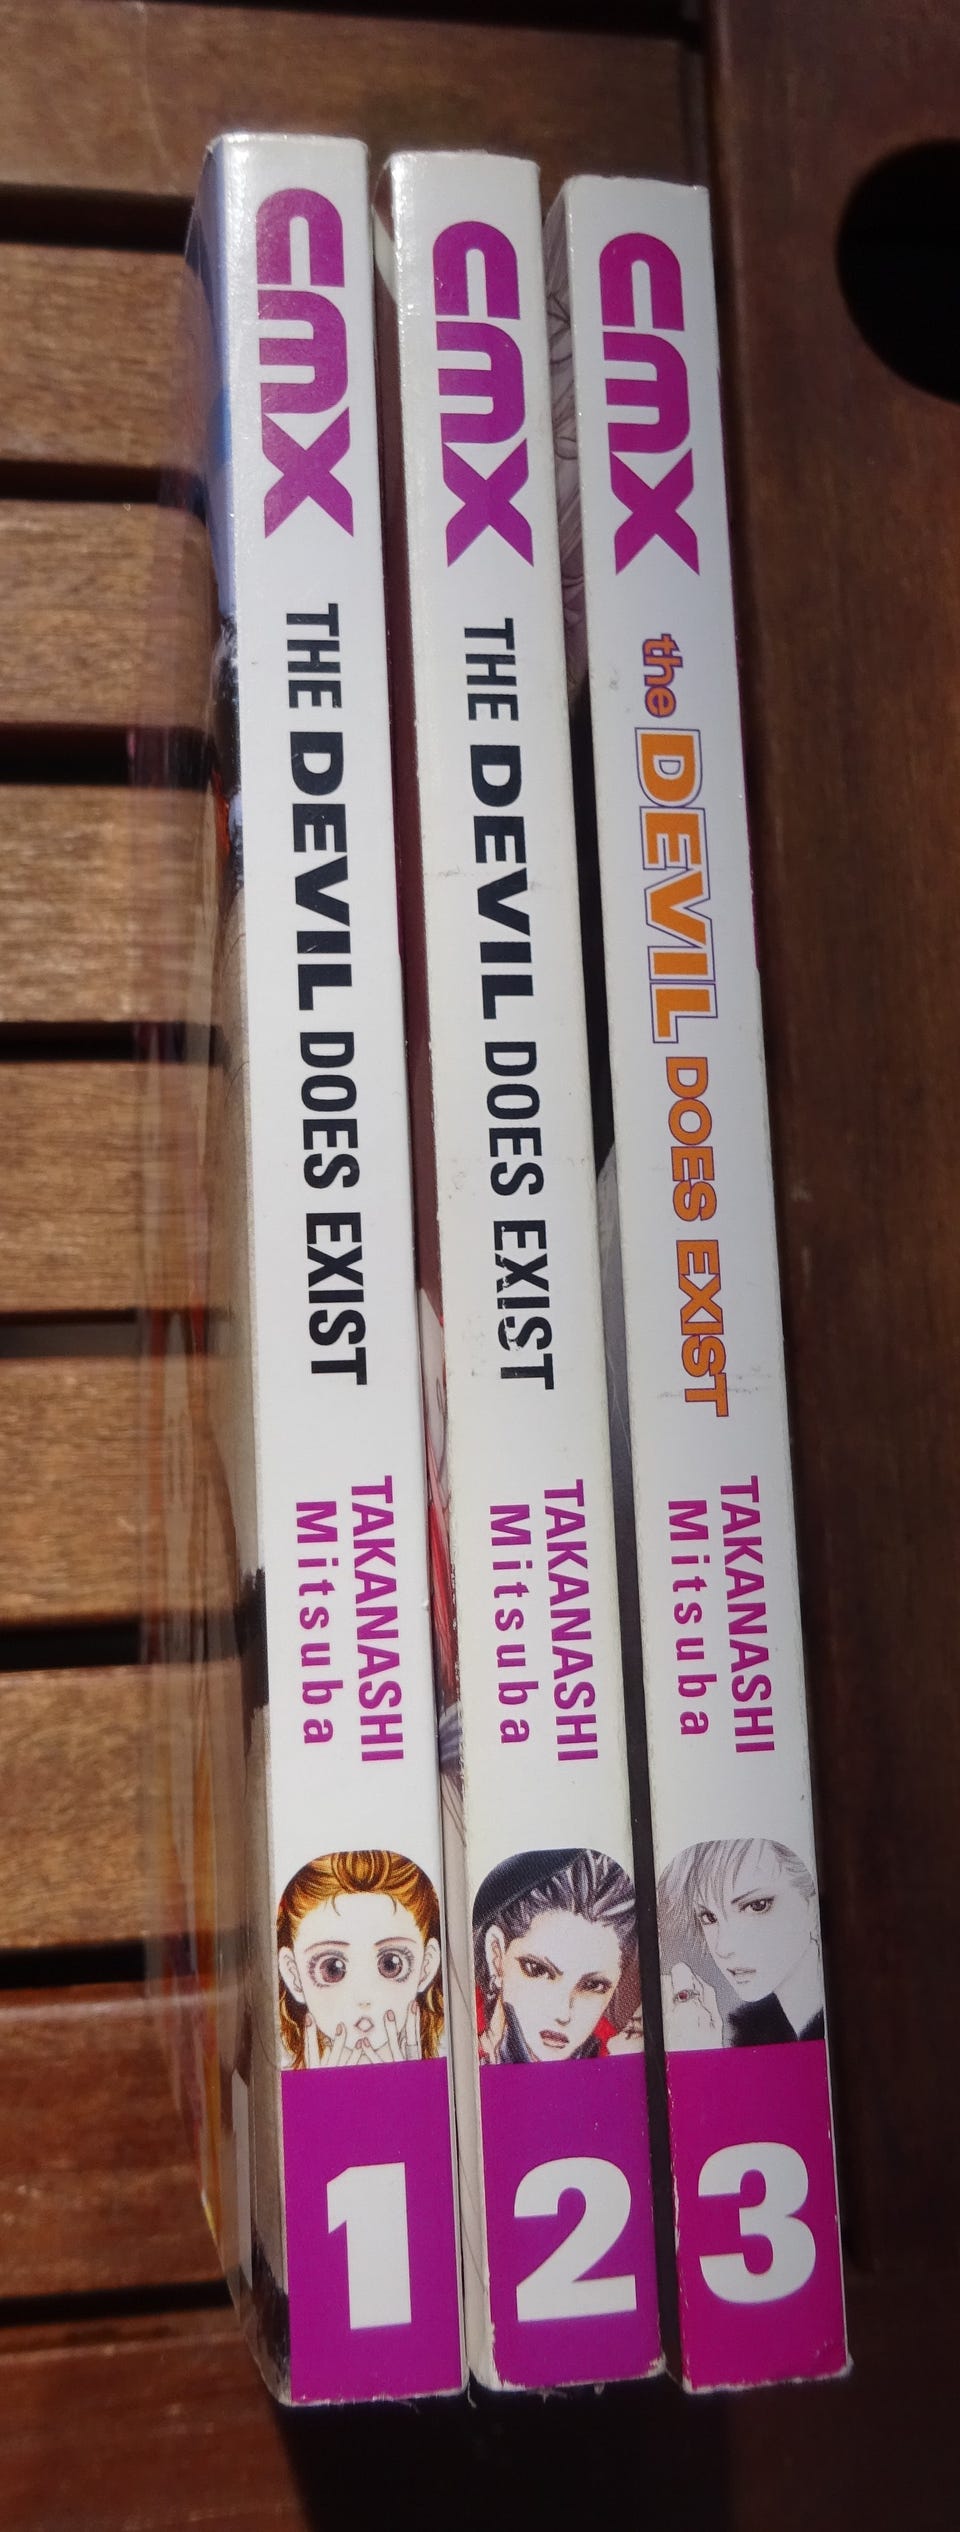 CMX
THE DEVIL DOES EXIST
TAKANASHI
Mitsuba
1
CMX
THE DEVIL DOES EXIST
TAKANASHI
Mitsuba
2
CMX
the DEVIL DOES EXIST
TAKANASHI
Mitsuba
3